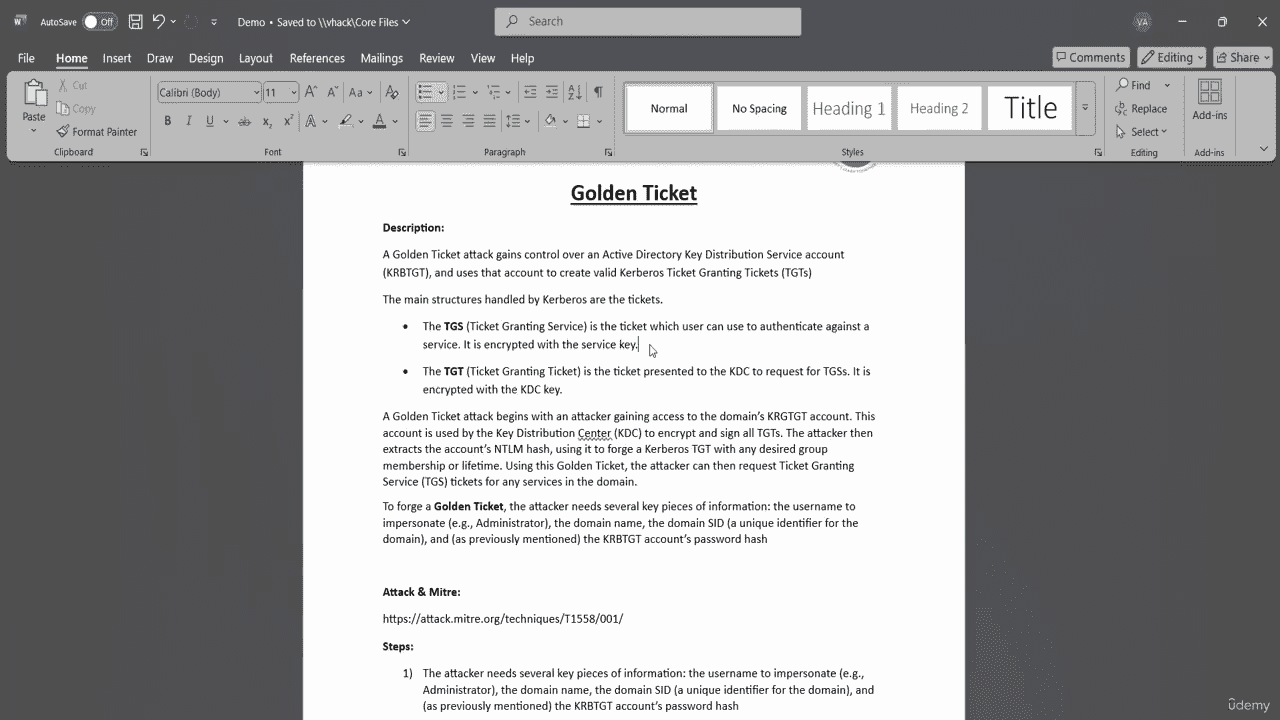 AutoSave Off Demo • Saved to \\vhack\Core Files Search VA
File Home Insert Draw Design Layout References Mailings Review View Help Comments Editing Share
Paste Cut Copy Format Painter Clipboard
Calibri (Body) 11 A A Aa A
B I U ab x₂ x² A A Font
Paragraph
Normal No Spacing Heading 1 Heading 2 Title Styles
Find Replace Select Editing
Add-ins Add-ins
Golden Ticket
Description:
A Golden Ticket attack gains control over an Active Directory Key Distribution Service account
(KRBTGT), and uses that account to create valid Kerberos Ticket Granting Tickets (TGTs)
The main structures handled by Kerberos are the tickets.
• The TGS (Ticket Granting Service) is the ticket which user can use to authenticate against a
service. It is encrypted with the service key.
• The TGT (Ticket Granting Ticket) is the ticket presented to the KDC to request for TGSs. It is
encrypted with the KDC key.
A Golden Ticket attack begins with an attacker gaining access to the domain’s KRGTGT account. This
account is used by the Key Distribution Center (KDC) to encrypt and sign all TGTs. The attacker then
extracts the account’s NTLM hash, using it to forge a Kerberos TGT with any desired group
membership or lifetime. Using this Golden Ticket, the attacker can then request Ticket Granting
Service (TGS) tickets for any services in the domain.
To forge a Golden Ticket, the attacker needs several key pieces of information: the username to
impersonate (e.g., Administrator), the domain name, the domain SID (a unique identifier for the
domain), and (as previously mentioned) the KRBTGT account’s password hash
Attack & Mitre:
https://attack.mitre.org/techniques/T1558/001/
Steps:
1) The attacker needs several key pieces of information: the username to impersonate (e.g.,
Administrator), the domain name, the domain SID (a unique identifier for the domain), and
(as previously mentioned) the KRBTGT account’s password hash
ûdemy